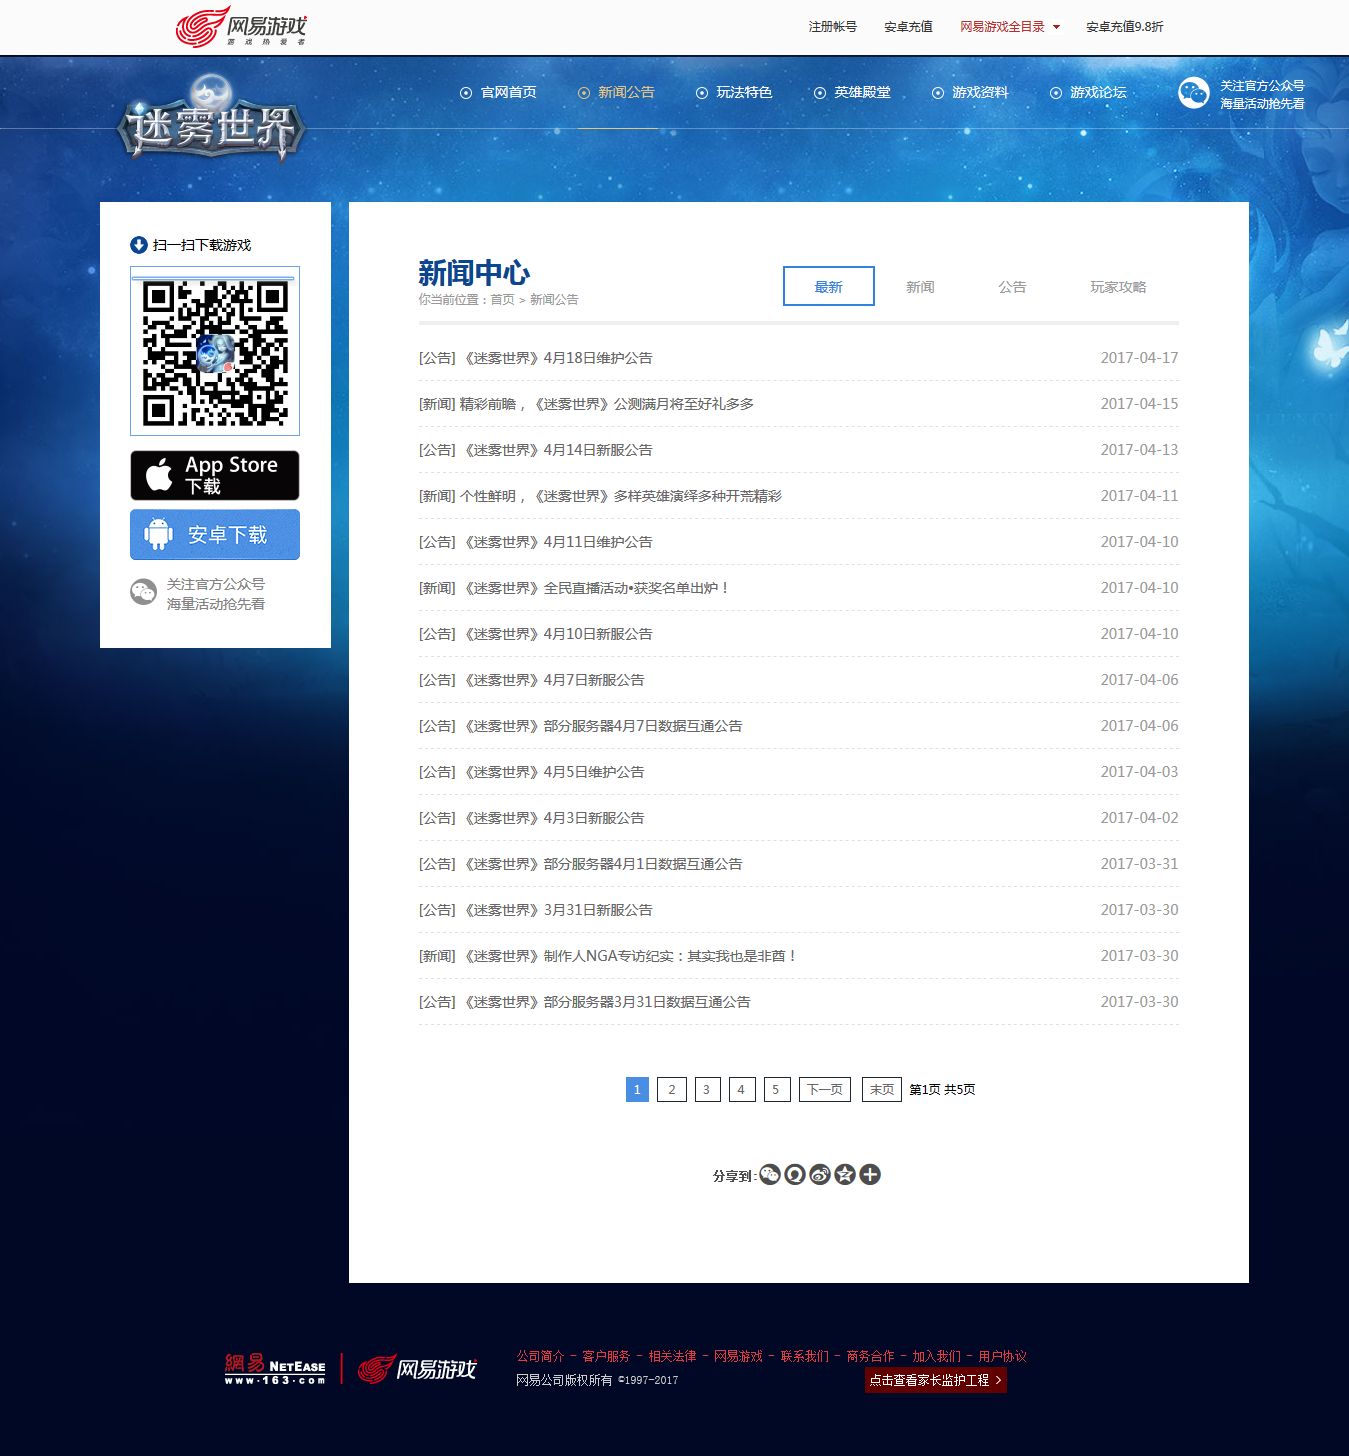 网易游戏
游戏热爱者
注册帐号 安卓充值 网易游戏全目录 安卓充值9.8折
迷雾世界
官网首页 新闻公告 玩法特色 英雄殿堂 游戏资料 游戏论坛
关注官方公众号
海量活动抢先看
扫一扫下载游戏
App Store
下载
安卓下载
关注官方公众号
海量活动抢先看
新闻中心
你当前位置：首页 > 新闻公告
最新 新闻 公告 玩家攻略
[公告] 《迷雾世界》4月18日维护公告 2017-04-17
[新闻] 精彩前瞻，《迷雾世界》公测满月将至好礼多多 2017-04-15
[公告] 《迷雾世界》4月14日新服公告 2017-04-13
[新闻] 个性鲜明，《迷雾世界》多样英雄演绎多种开荒精彩 2017-04-11
[公告] 《迷雾世界》4月11日维护公告 2017-04-10
[新闻] 《迷雾世界》全民直播活动•获奖名单出炉！ 2017-04-10
[公告] 《迷雾世界》4月10日新服公告 2017-04-10
[公告] 《迷雾世界》4月7日新服公告 2017-04-06
[公告] 《迷雾世界》部分服务器4月7日数据互通公告 2017-04-06
[公告] 《迷雾世界》4月5日维护公告 2017-04-03
[公告] 《迷雾世界》4月3日新服公告 2017-04-02
[公告] 《迷雾世界》部分服务器4月1日数据互通公告 2017-03-31
[公告] 《迷雾世界》3月31日新服公告 2017-03-30
[新闻] 《迷雾世界》制作人NGA专访纪实：其实我也是非酋！ 2017-03-30
[公告] 《迷雾世界》部分服务器3月31日数据互通公告 2017-03-30
1 2 3 4 5 下一页 末页 第1页 共5页
分享到:
網易 NETEASE
www·163·com
网易游戏
公司简介 - 客户服务 - 相关法律 - 网易游戏 - 联系我们 - 商务合作 - 加入我们 - 用户协议
网易公司版权所有 ©1997-2017
点击查看家长监护工程 >